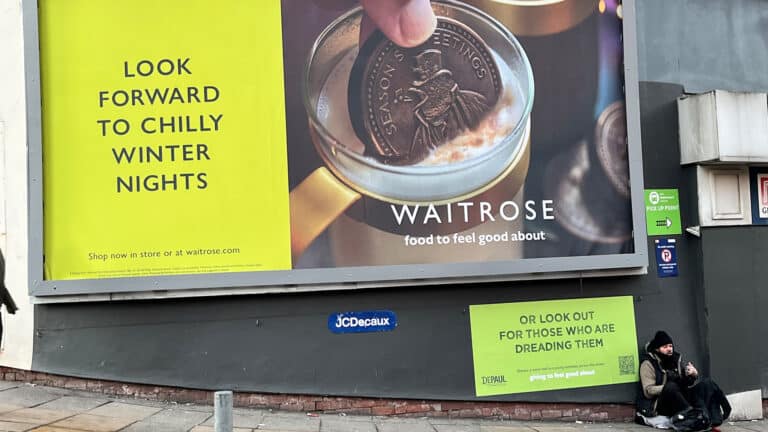 LOOK
FORWARD
TO CHILLY
WINTER
NIGHTS
Shop now in store or at waitrose.com
SEASON'S GREETINGS
WAITROSE
food to feel good about
JCDecaux
PICK UP POINT
P
OR LOOK OUT
FOR THOSE WHO ARE
DREADING THEM
DEPAUL
going to feel good about